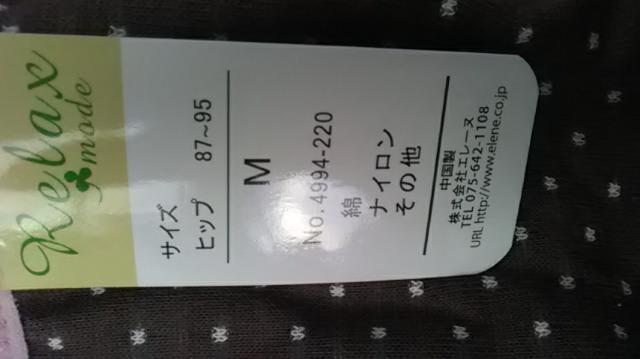 Relax
mode
サイズ
ヒップ 87~95
M
No. 4994-220
綿
ナイロン
その他
中国製
株式会社エレーヌ
TEL 075-642-1108
URL http://www.elene.co.jp